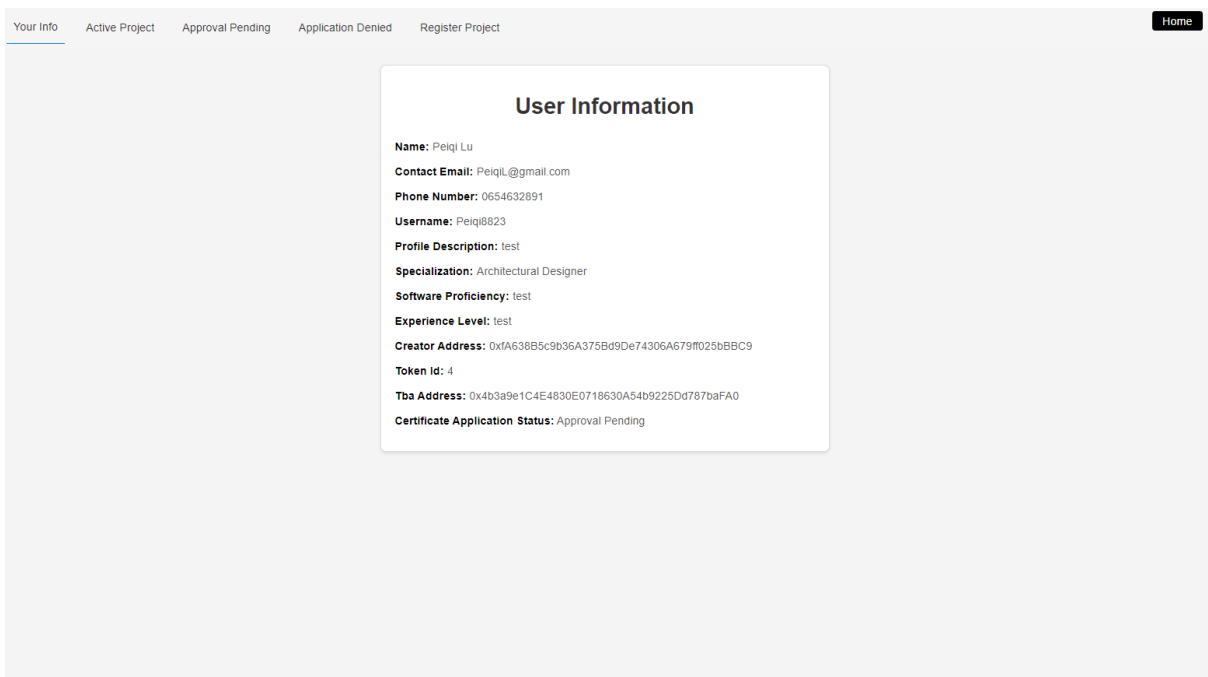 Your Info Active Project Approval Pending Application Denied Register Project Home
User Information
Name: Peiqi Lu
Contact Email: PeiqiL@gmail.com
Phone Number: 0654632891
Username: Peiqi8823
Profile Description: test
Specialization: Architectural Designer
Software Proficiency: test
Experience Level: test
Creator Address: 0xfA638B5c9b36A375Bd9De74306A679ff025bBBC9
Token Id: 4
Tba Address: 0x4b3a9e1C4E4830E0718630A54b9225Dd787baFA0
Certificate Application Status: Approval Pending